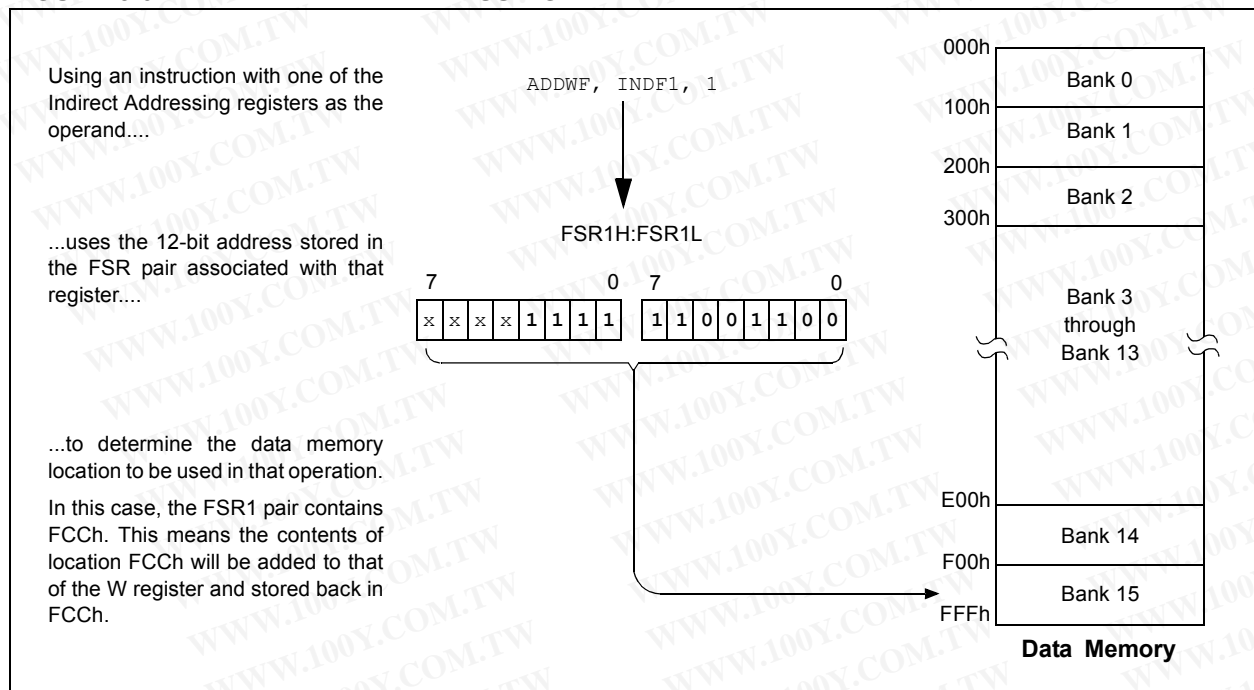 Using an instruction with one of the
Indirect Addressing registers as the
operand....
ADDWF, INDF1, 1
...uses the 12-bit address stored in
the FSR pair associated with that
register....
FSR1H:FSR1L
7 0 7 0
x x x x 1 1 1 1 1 1 0 0 1 1 0 0
...to determine the data memory
location to be used in that operation.
In this case, the FSR1 pair contains
FCCh. This means the contents of
location FCCh will be added to that
of the W register and stored back in
FCCh.
000h
Bank 0
100h
Bank 1
200h
Bank 2
300h
Bank 3
through
Bank 13
E00h
Bank 14
F00h
Bank 15
FFFh
Data Memory
WWW.100Y.COM.TW